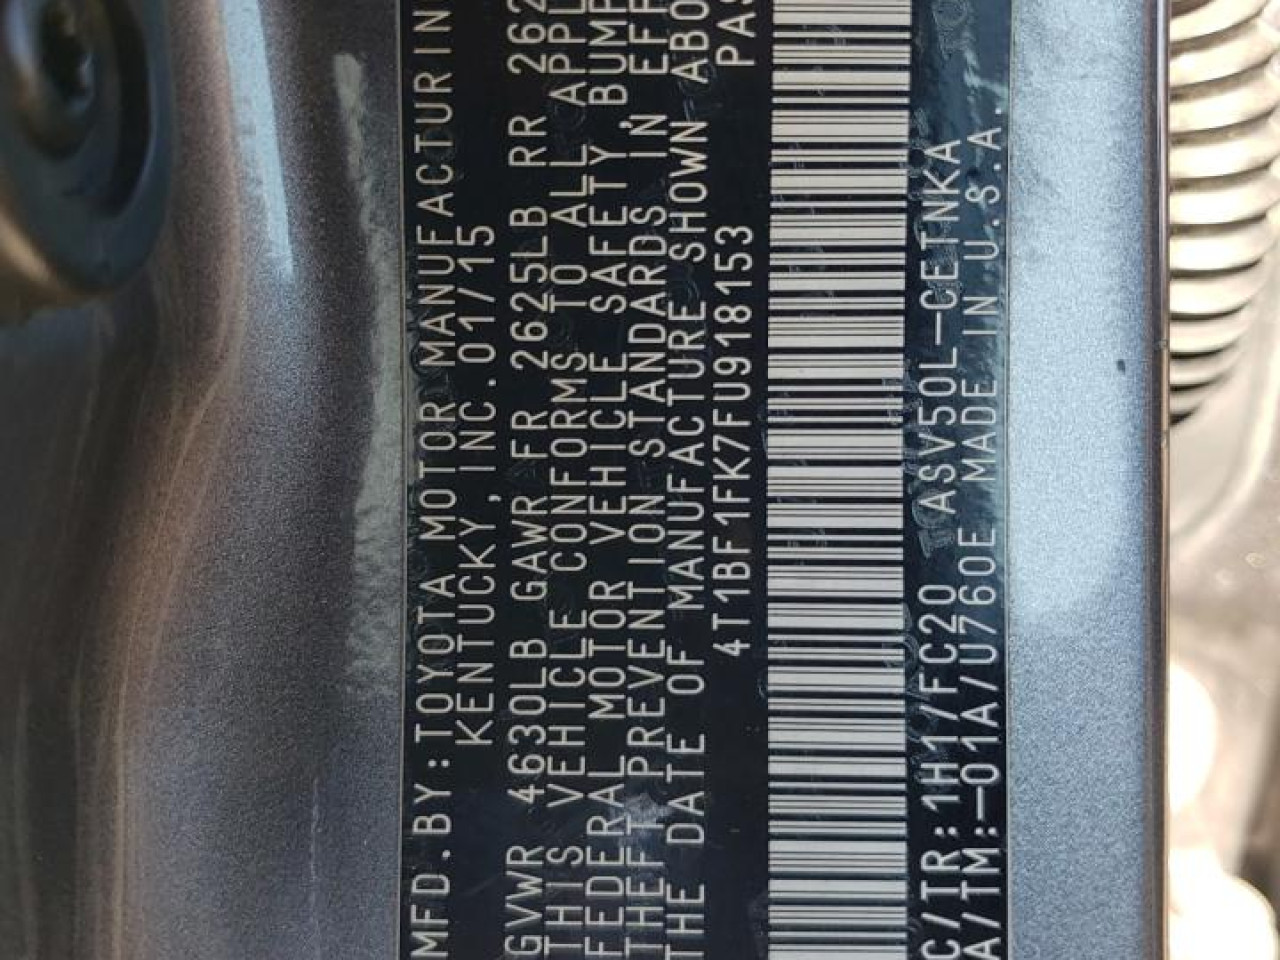 MFD.BY:TOYOTA MOTOR MANUFACTURIN
KENTUCKY,INC.01/15
GVWR 4630LB GAWR FR 2625LB RR 262
THIS VEHICLE CONFORMS TO ALL APPL
FEDERAL MOTOR VEHICLE SAFETY, BUMP
THEFT PREVENTION STANDARDS IN EFF
THE DATE OF MANUFACTURE SHOWN ABO
4T1BF1FK7FU918153 PAS
C/TR:1H17/FC20 ASV50L-CETNKA
A/TM:-01A/U760E MADE IN U.S.A.